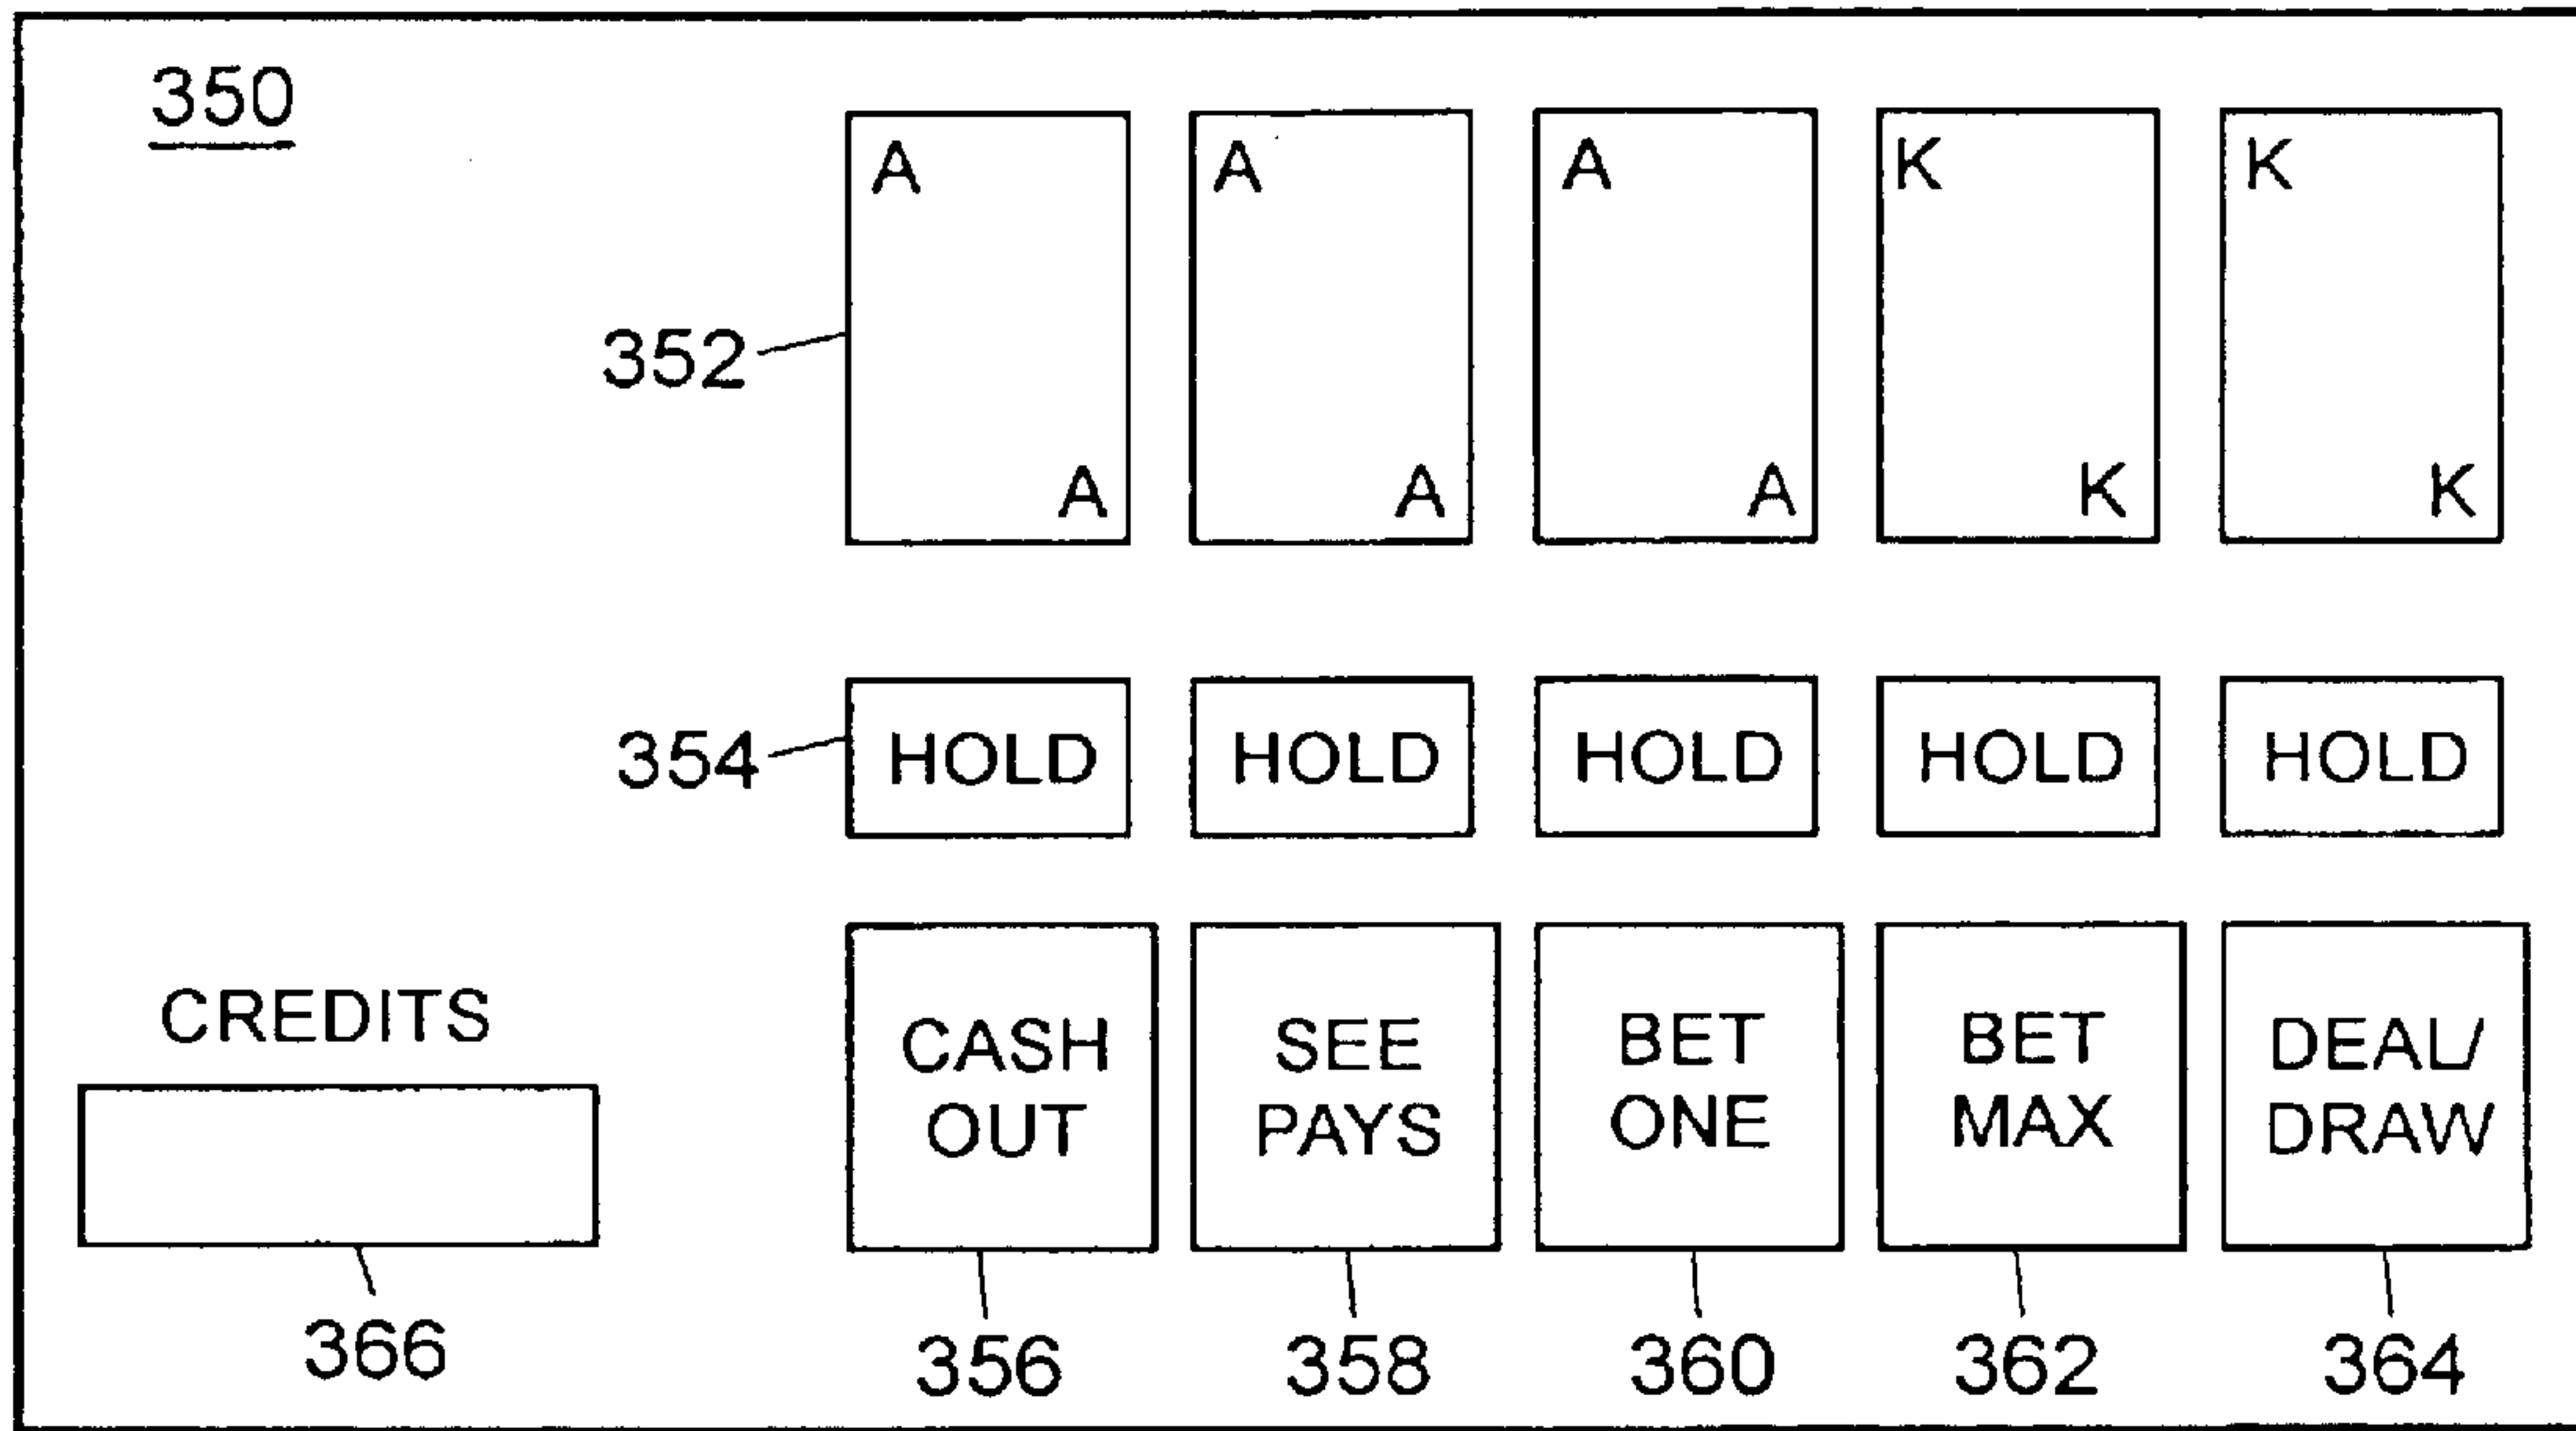 350
A A A K K
352
A A A K K
354 HOLD HOLD HOLD HOLD HOLD
CREDITS
CASH OUT
SEE PAYS
BET ONE
BET MAX
DEAL/ DRAW
366 356 358 360 362 364